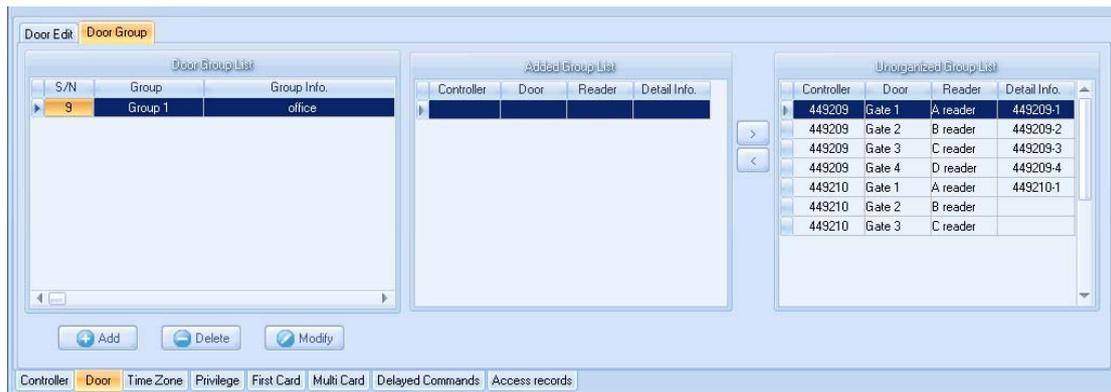 Door Edit Door Group
Door Group List
S/N Group Group Info.
9 Group 1 office
Added Group List
Controller Door Reader Detail Info.
>
<
Unorganized Group List
Controller Door Reader Detail Info.
449209 Gate 1 A reader 449209-1
449209 Gate 2 B reader 449209-2
449209 Gate 3 C reader 449209-3
449209 Gate 4 D reader 449209-4
449210 Gate 1 A reader 449210-1
449210 Gate 2 B reader
449210 Gate 3 C reader
Add Delete Modify
Controller Door Time Zone Privilege First Card Multi Card Delayed Commands Access records